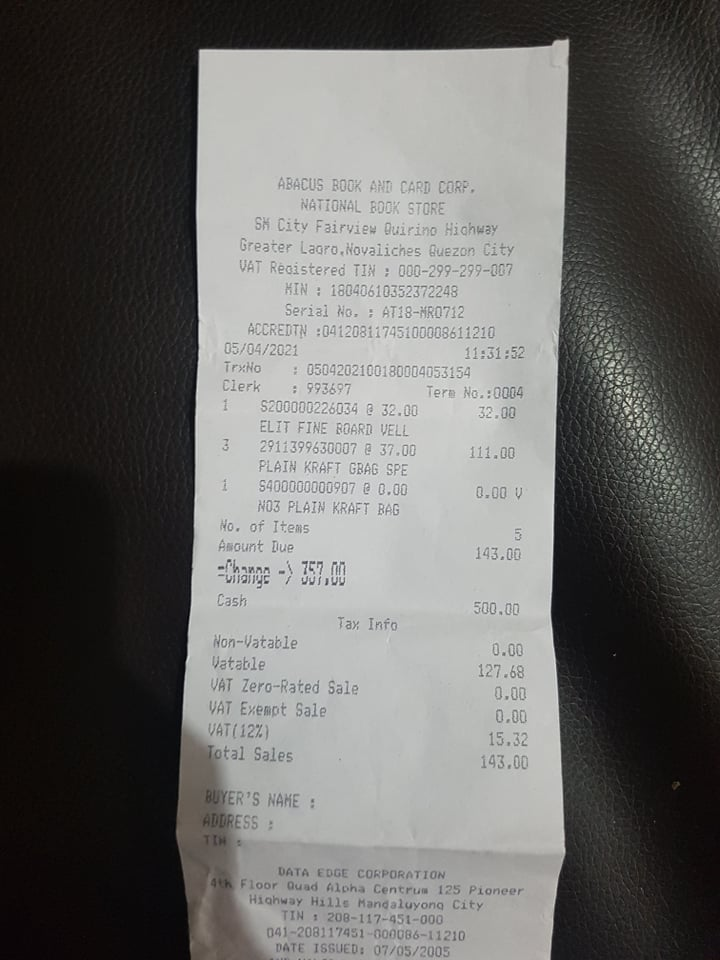 ABACUS BOOK AND CARD CORP.
NATIONAL BOOK STORE
SM City Fairview Quirino Highway
Greater Lagro,Novaliches Quezon City
VAT Registered TIN : 000-299-299-007
MIN : 18040610352372248
Serial No. : AT18-MR0712
ACCREDTN :04120811745100008611210
05/04/2021 11:31:52
TrxNo : 0504202100180004053154
Clerk : 993697 Term No.:0004
1 S200000226034 @ 32.00 32.00
ELIT FINE BOARD VELL
3 2911399630007 @ 37.00 111.00
PLAIN KRAFT GBAG SPE
1 S400000000907 @ 0.00 0.00 V
NO3 PLAIN KRAFT BAG
No. of Items 5
Amount Due 143.00
=Change -> 357.00
Cash 500.00
Tax Info
Non-Vatable 0.00
Vatable 127.68
VAT Zero-Rated Sale 0.00
VAT Exempt Sale 0.00
VAT(12%) 15.32
Total Sales 143.00
BUYER'S NAME :
ADDRESS :
TIN :
DATA EDGE CORPORATION
4th Floor Quad Alpha Centrum 125 Pioneer
Highway Hills Mandaluyong City
TIN : 208-117-451-000
041-208117451-000086-11210
DATE ISSUED: 07/05/2005